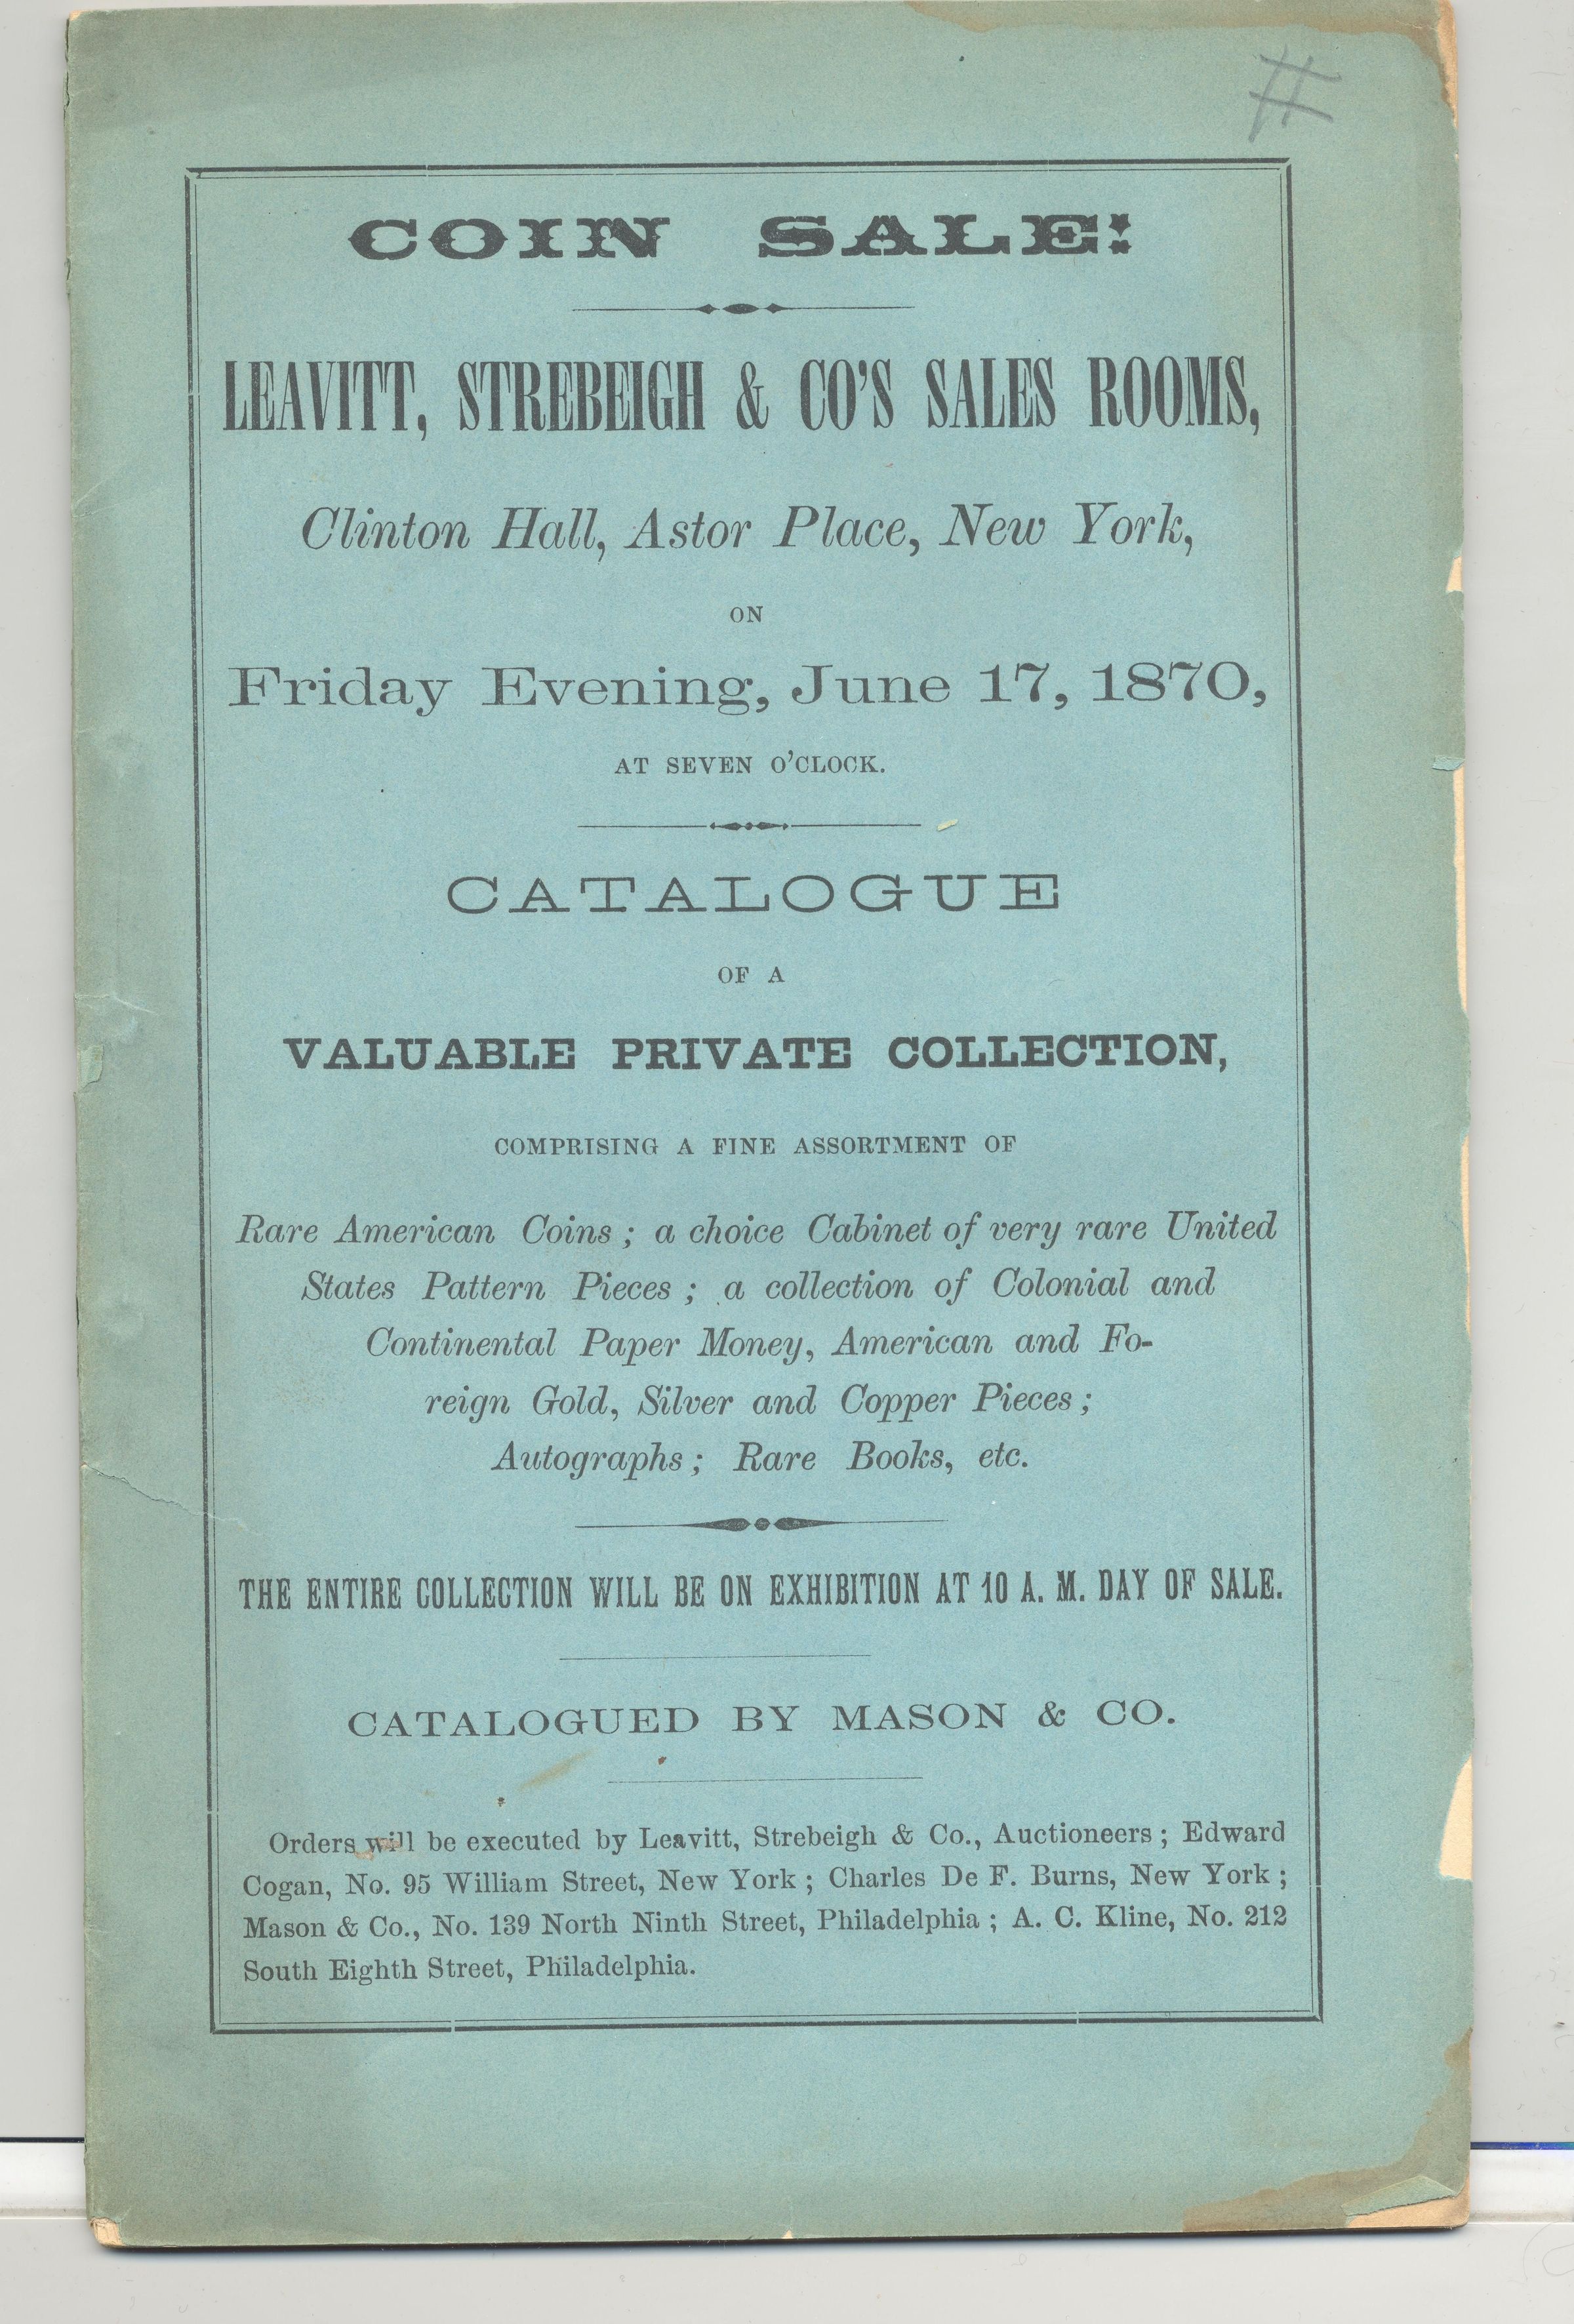 #
COIN SALE!
LEAVITT, STREBEIGH & CO'S SALES ROOMS,
Clinton Hall, Astor Place, New York,
ON
Friday Evening, June 17, 1870,
AT SEVEN O'CLOCK.
CATALOGUE
OF A
VALUABLE PRIVATE COLLECTION,
COMPRISING A FINE ASSORTMENT OF
Rare American Coins; a choice Cabinet of very rare United
States Pattern Pieces; a collection of Colonial and
Continental Paper Money, American and Fo-
reign Gold, Silver and Copper Pieces;
Autographs; Rare Books, etc.
THE ENTIRE COLLECTION WILL BE ON EXHIBITION AT 10 A. M. DAY OF SALE.
CATALOGUED BY MASON & CO.
Orders will be executed by Leavitt, Strebeigh & Co., Auctioneers; Edward
Cogan, No. 95 William Street, New York; Charles De F. Burns, New York;
Mason & Co., No. 139 North Ninth Street, Philadelphia; A. C. Kline, No. 212
South Eighth Street, Philadelphia.